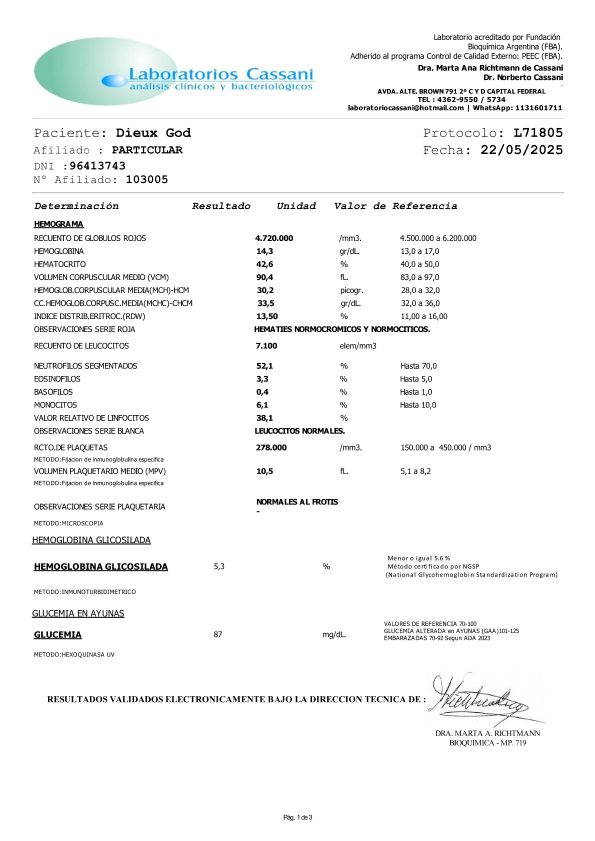 Laboratorio acreditado por Fundación
Bioquímica Argentina (FBA).
Adherido al programa Control de Calidad Externo: PEEC (FBA).
Dra. Marta Ana Richtmann de Cassani
Dr. Norberto Cassani
Laboratorios Cassani
análisis clínicos y bacteriológicos
AVDA. ALTE. BROWN 791 2º C Y D CAPITAL FEDERAL
TEL : 4362-9550 / 5734
laboratoriocassani@hotmail.com | WhatsApp: 1131601711
Paciente: Dieux God Protocolo: L71805
Afiliado : PARTICULAR Fecha: 22/05/2025
DNI :96413743
Nº Afiliado: 103005
Determinación Resultado Unidad Valor de Referencia
HEMOGRAMA
RECUENTO DE GLOBULOS ROJOS 4.720.000 /mm3. 4.500.000 a 6.200.000
HEMOGLOBINA 14,3 gr/dL. 13,0 a 17,0
HEMATOCRITO 42,6 % 40,0 a 50,0
VOLUMEN CORPUSCULAR MEDIO (VCM) 90,4 fL. 83,0 a 97,0
HEMOGLOB.CORPUSCULAR MEDIA(MCH)-HCM 30,2 picogr. 28,0 a 32,0
CC.HEMOGLOB.CORPUSC.MEDIA(MCHC)-CHCM 33,5 gr/dL. 32,0 a 36,0
INDICE DISTRIB.ERITROC.(RDW) 13,50 % 11,00 a 16,00
OBSERVACIONES SERIE ROJA HEMATIES NORMOCROMICOS Y NORMOCITICOS.
RECUENTO DE LEUCOCITOS 7.100 elem/mm3
NEUTROFILOS SEGMENTADOS 52,1 % Hasta 70,0
EOSINOFILOS 3,3 % Hasta 5,0
BASOFILOS 0,4 % Hasta 1,0
MONOCITOS 6,1 % Hasta 10,0
VALOR RELATIVO DE LINFOCITOS 38,1 %
OBSERVACIONES SERIE BLANCA LEUCOCITOS NORMALES.
RCTO.DE PLAQUETAS 278.000 /mm3. 150.000 a 450.000 / mm3
METODO:Fijacion de inmunoglobulina especifica
VOLUMEN PLAQUETARIO MEDIO (MPV) 10,5 fL. 5,1 a 8,2
METODO:Fijacion de inmunoglobulina especifica
OBSERVACIONES SERIE PLAQUETARIA NORMALES AL FROTIS
-
METODO:MICROSCOPIA
HEMOGLOBINA GLICOSILADA
Menor o igual 5.6 %
HEMOGLOBINA GLICOSILADA 5,3 % Método certificado por NGSP
(National Glycohemoglobin Standardization Program)
METODO:INMUNOTURBIDIMETRICO
GLUCEMIA EN AYUNAS
VALORES DE REFERENCIA 70-100
GLUCEMIA 87 mg/dL. GLUCEMIA ALTERADA en AYUNAS (GAA)101-125
EMBARAZADAS 70-92 Segun ADA 2023
METODO:HEXOQUINASA UV
RESULTADOS VALIDADOS ELECTRONICAMENTE BAJO LA DIRECCION TECNICA DE :
DRA. MARTA A. RICHTMANN
BIOQUIMICA - MP. 719
Pág. 1 de 3